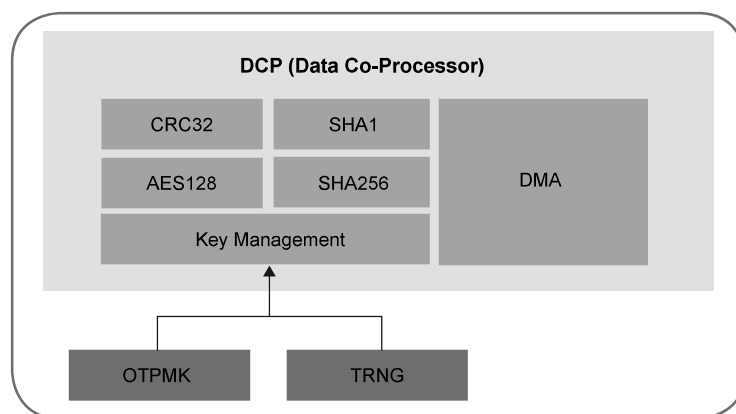 DCP (Data Co-Processor)
CRC32
SHA1
AES128
SHA256
DMA
Key Management
OTPMK
TRNG